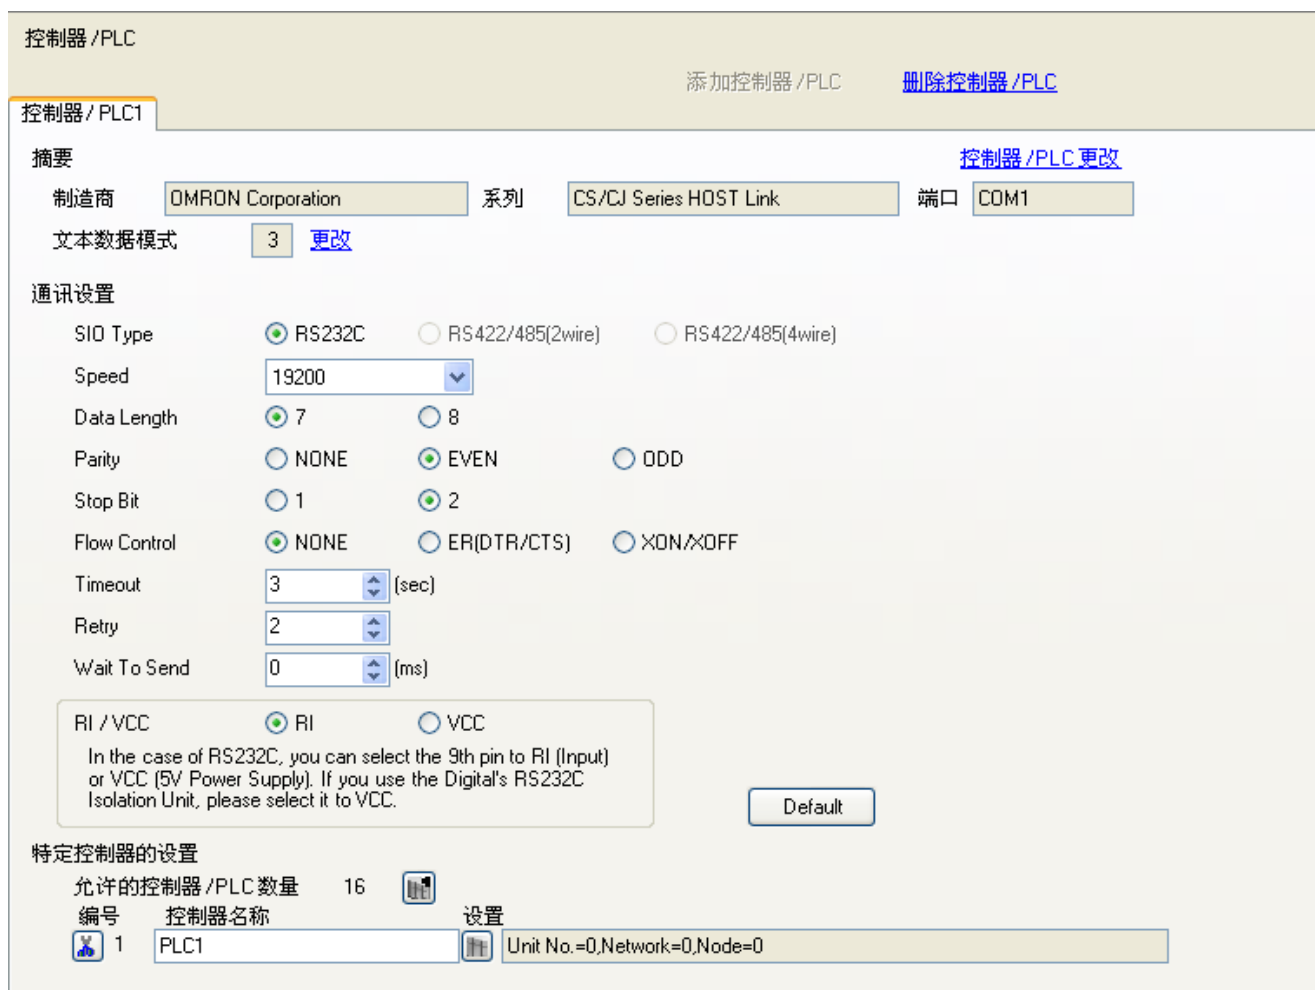 控制器/PLC
添加控制器/PLC 删除控制器/PLC
控制器/PLC1
摘要 控制器/PLC更改
制造商 OMRON Corporation 系列 CS/CJ Series HOST Link 端口 COM1
文本数据模式 3 更改
通讯设置
SIO Type RS232C RS422/485(2wire) RS422/485(4wire)
Speed 19200
Data Length 7 8
Parity NONE EVEN ODD
Stop Bit 1 2
Flow Control NONE ER(DTR/CTS) XON/XOFF
Timeout 3 (sec)
Retry 2
Wait To Send 0 (ms)
RI / VCC RI VCC
In the case of RS232C, you can select the 9th pin to RI (Input)
or VCC (5V Power Supply). If you use the Digital's RS232C
Isolation Unit, please select it to VCC.
Default
特定控制器的设置
允许的控制器/PLC数量 16
编号 控制器名称 设置
1 PLC1 Unit No.=0,Network=0,Node=0